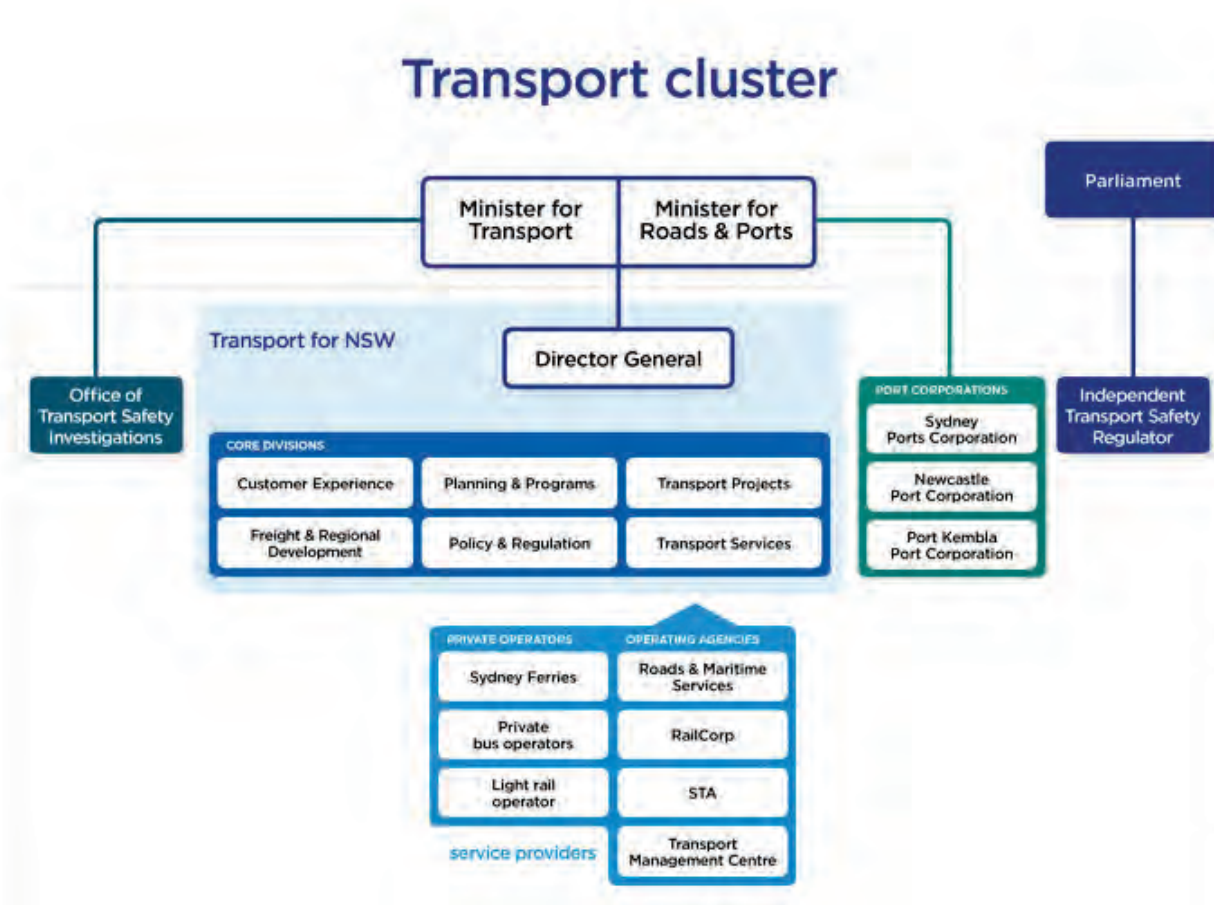 Transport cluster
Parliament
Minister for
Transport
Minister for
Roads & Ports
Transport for NSW
Director General
Office of
Transport Safety
Investigations
CORE DIVISIONS
Customer Experience
Planning & Programs
Transport Projects
Freight & Regional
Development
Policy & Regulation
Transport Services
PORT CORPORATIONS
Sydney
Ports Corporation
Newcastle
Port Corporation
Port Kembla
Port Corporation
Independent
Transport Safety
Regulator
PRIVATE OPERATORS
Sydney Ferries
Private
bus operators
Light rail
operator
service providers
OPERATING AGENCIES
Roads & Maritime
Services
RailCorp
STA
Transport
Management Centre